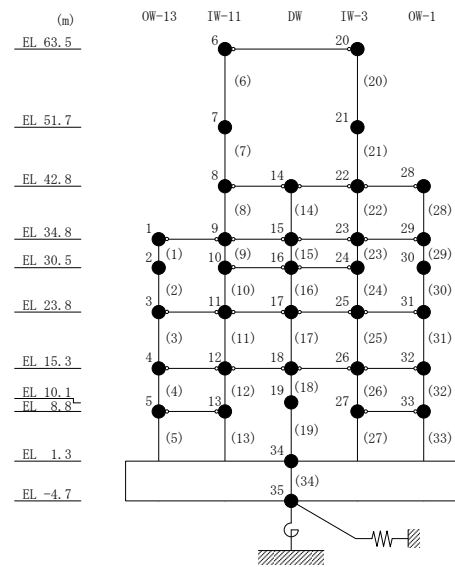 (m) OW-13 IW-11 DW IW-3 OW-1
EL 63.5 6 20
(6) (20)
EL 51.7 7 21
(7) (21)
EL 42.8 8 14 22 28
(8) (14) (22) (28)
EL 34.8 1 9 15 23 29
(1) (9) (15) (23) (29)
EL 30.5 2 10 16 24 30
(2) (10) (16) (24) (30)
EL 23.8 3 11 17 25 31
(3) (11) (17) (25) (31)
EL 15.3 4 12 18 26 32
(4) (12) (18) (26) (32)
EL 10.1 19
EL 8.8 5 13 27 33
(5) (13) (19) (27) (33)
EL 1.3 34
(34)
EL -4.7 35